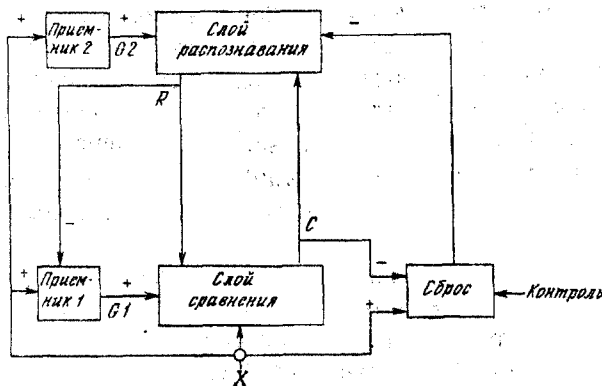 +
Прием-
ник 2
+
G2
Слой
распознавания
−
R
−
C
+
Прием-
ник 1
+
G1
Слой
сравнения
−
+
Сброс
Контроль
X